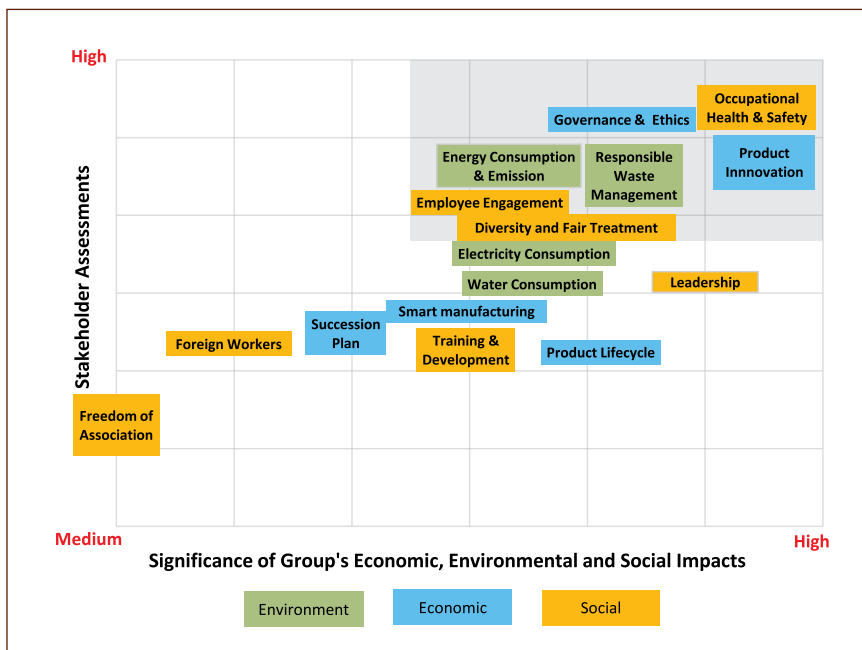 High
Stakeholder Assessments
Occupational
Health & Safety
Governance & Ethics
Product
Innnovation
Energy Consumption
& Emission
Responsible
Waste
Management
Employee Engagement
Diversity and Fair Treatment
Electricity Consumption
Water Consumption
Leadership
Smart manufacturing
Succession
Plan
Foreign Workers
Training &
Development
Product Lifecycle
Freedom of
Association
Medium
High
Significance of Group's Economic, Environmental and Social Impacts
Environment
Economic
Social